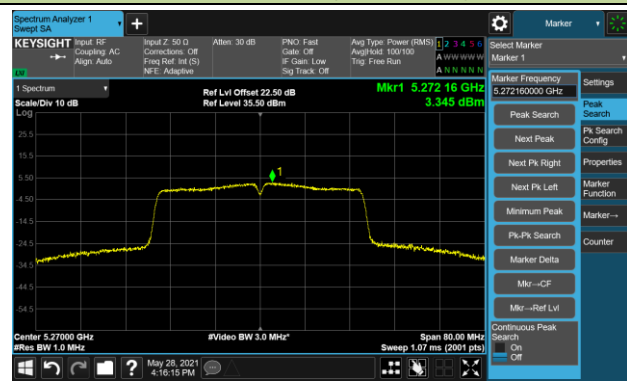 Spectrum Analyzer 1
Swept SA
Marker
KEYSIGHT
Input: RF
Coupling: AC
Align: Auto
Input Z: 50 Ω
Corrections: Off
Freq Ref: Int (S)
NFE: Adaptive
Atten: 30 dB
PNO: Fast
Gate: Off
IF Gain: Low
Sig Track: Off
Avg Type: Power (RMS)
Avg|Hold: 100/100
Trig: Free Run
1 2 3 4 5 6
A W W W W W
A N N N N N
LXI
Select Marker
Marker 1
1 Spectrum
Scale/Div 10 dB
Log
Ref Lvl Offset 22.50 dB
Ref Level 35.50 dBm
Mkr1 5.272 16 GHz
3.345 dBm
25.5
15.5
5.50
-4.50
-14.5
-24.5
-34.5
-44.5
-54.5
1
Center 5.27000 GHz
#Res BW 1.0 MHz
#Video BW 3.0 MHz*
Span 80.00 MHz
Sweep 1.07 ms (2001 pts)
Marker Frequency
5.272160000 GHz
Peak Search
Next Peak
Next Pk Right
Next Pk Left
Minimum Peak
Pk-Pk Search
Marker Delta
Mkr→CF
Mkr→Ref Lvl
Continuous Peak
Search
On
Off
Settings
Peak
Search
Pk Search
Config
Properties
Marker
Function
Marker→
Counter
?
May 28, 2021
4:16:15 PM